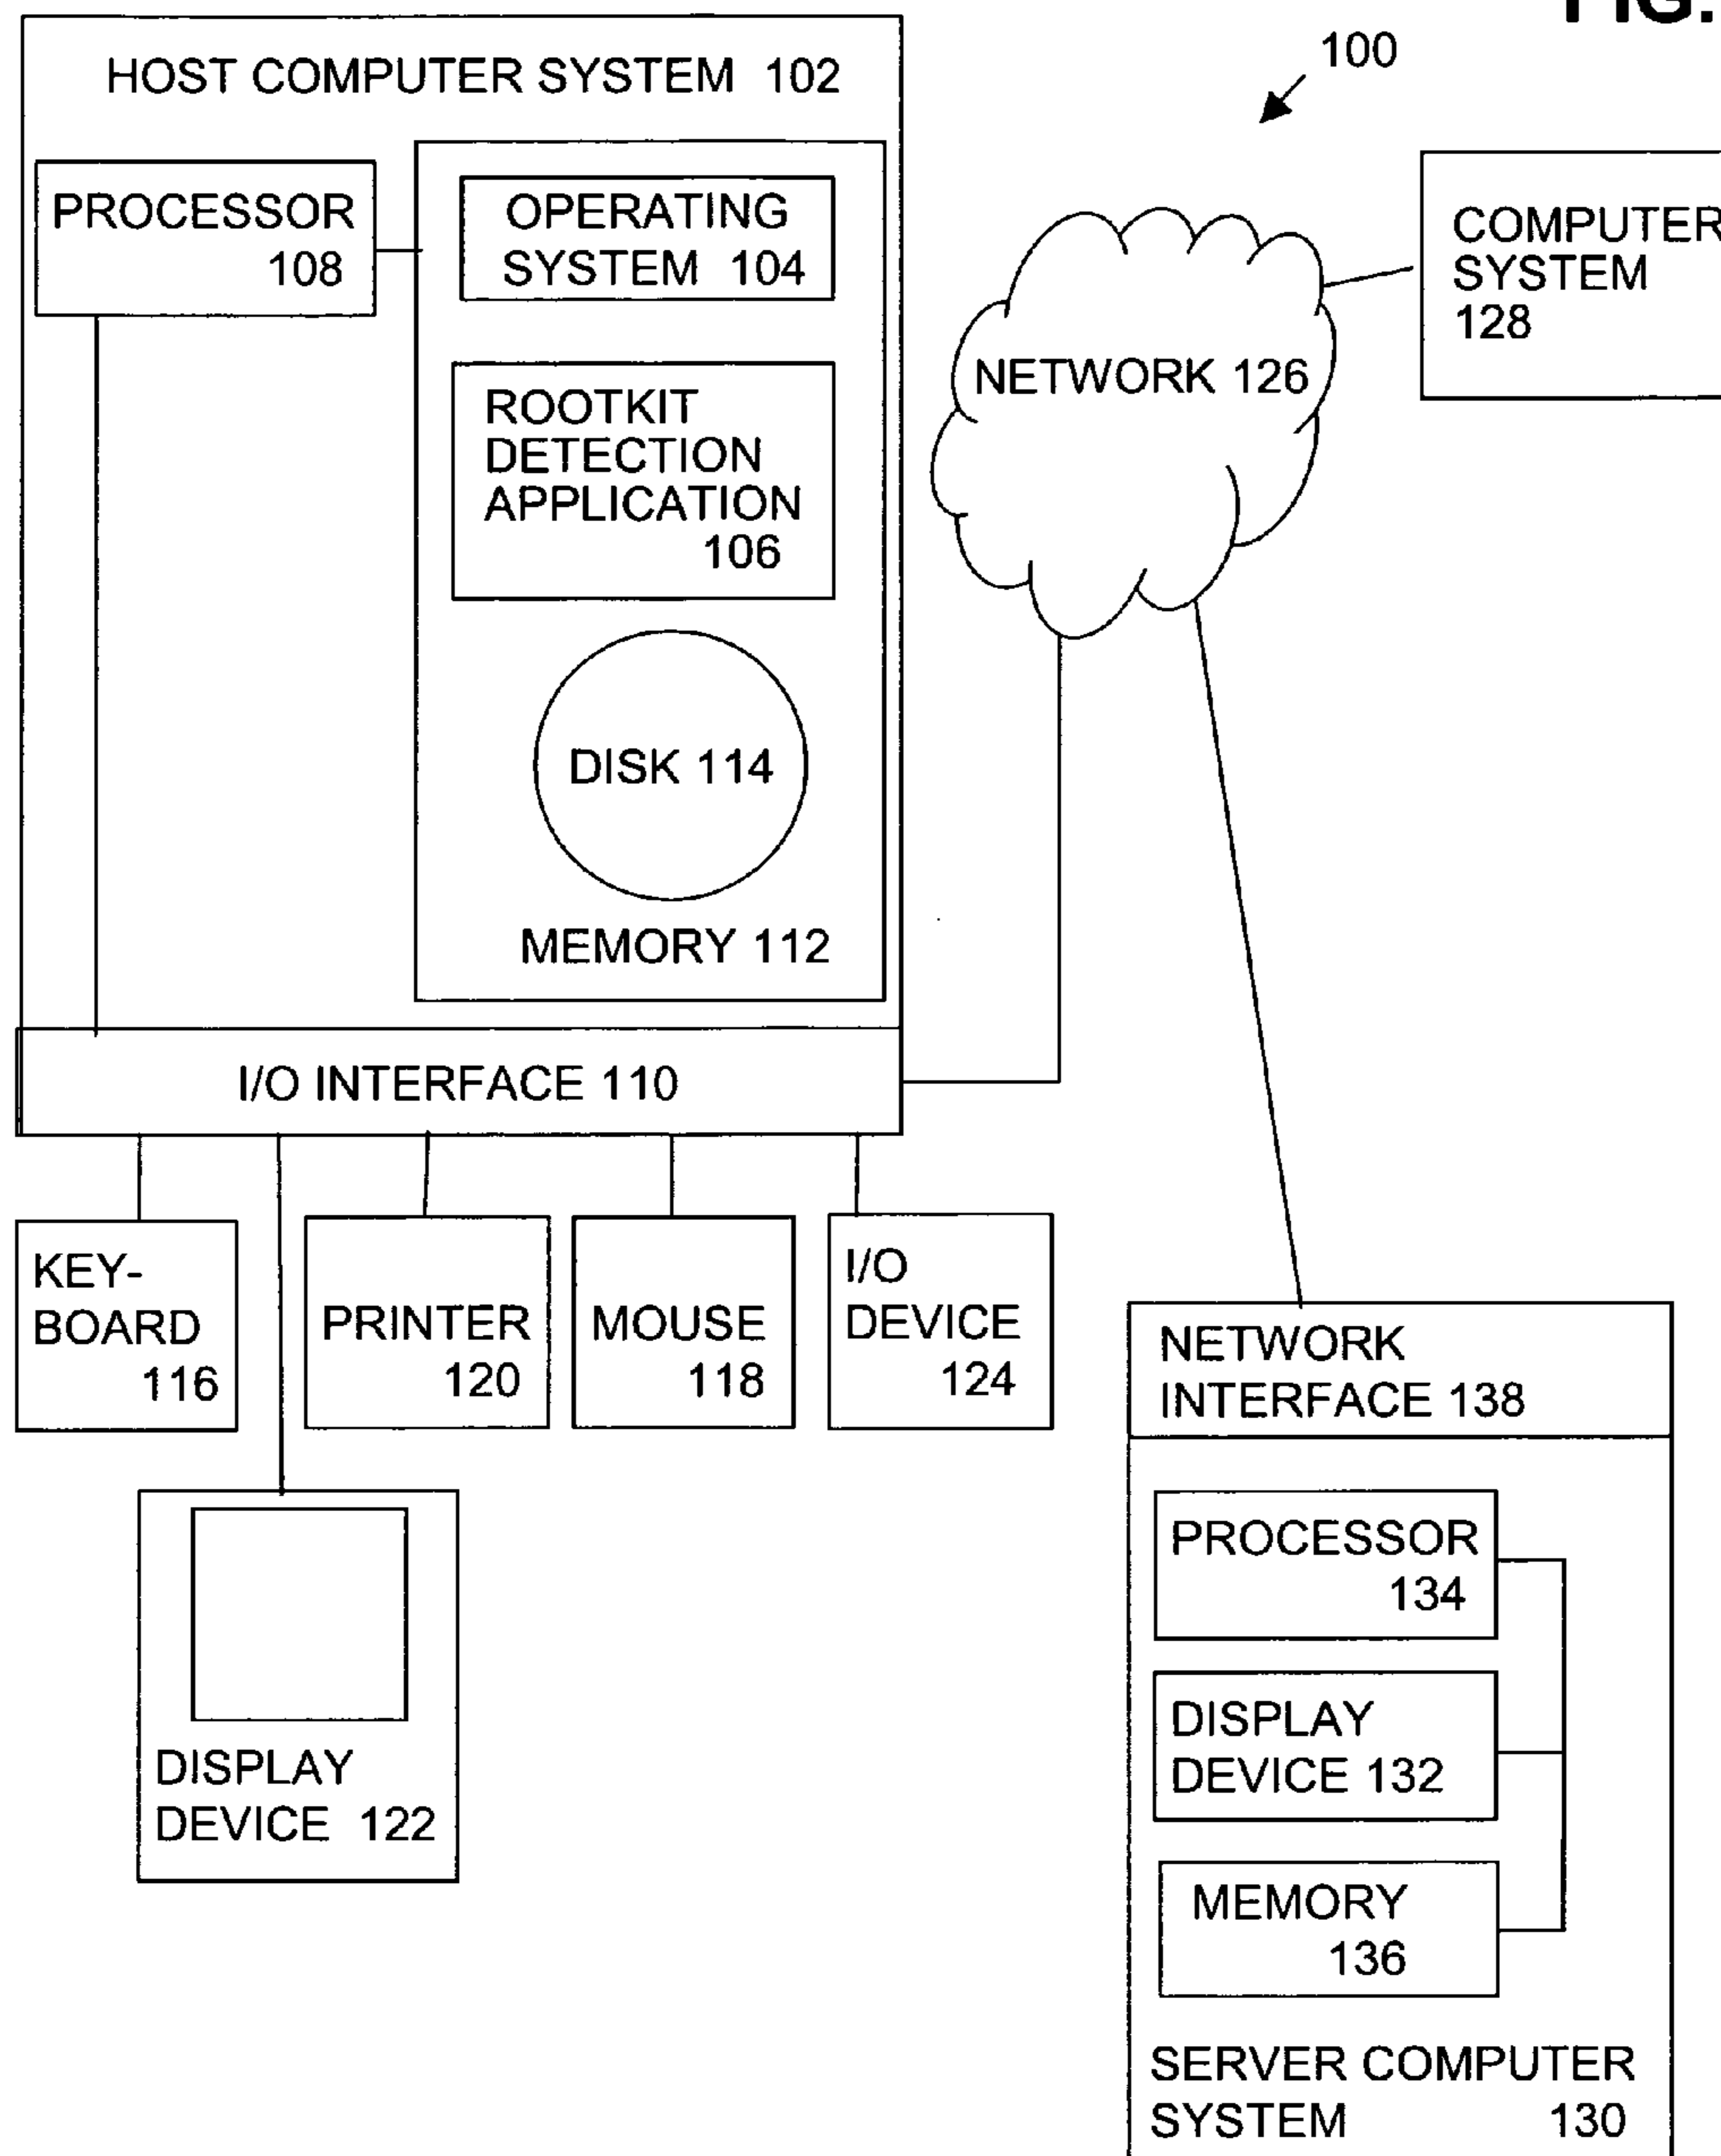 FIG.
100
HOST COMPUTER SYSTEM 102
PROCESSOR
108
OPERATING
SYSTEM 104
ROOTKIT
DETECTION
APPLICATION
106
DISK 114
MEMORY 112
I/O INTERFACE 110
NETWORK 126
COMPUTER
SYSTEM
128
KEY-
BOARD
116
PRINTER
120
MOUSE
118
I/O
DEVICE
124
DISPLAY
DEVICE 122
NETWORK
INTERFACE 138
PROCESSOR
134
DISPLAY
DEVICE 132
MEMORY
136
SERVER COMPUTER
SYSTEM 130